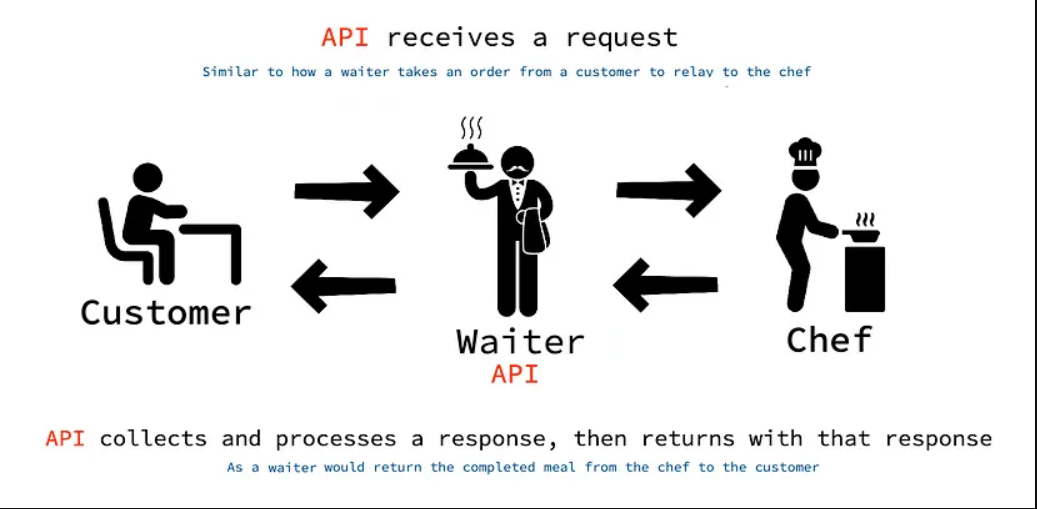 API receives a request
Similar to how a waiter takes an order from a customer to relay to the chef
Customer
Waiter
API
Chef
API collects and processes a response, then returns with that response
As a waiter would return the completed meal from the chef to the customer